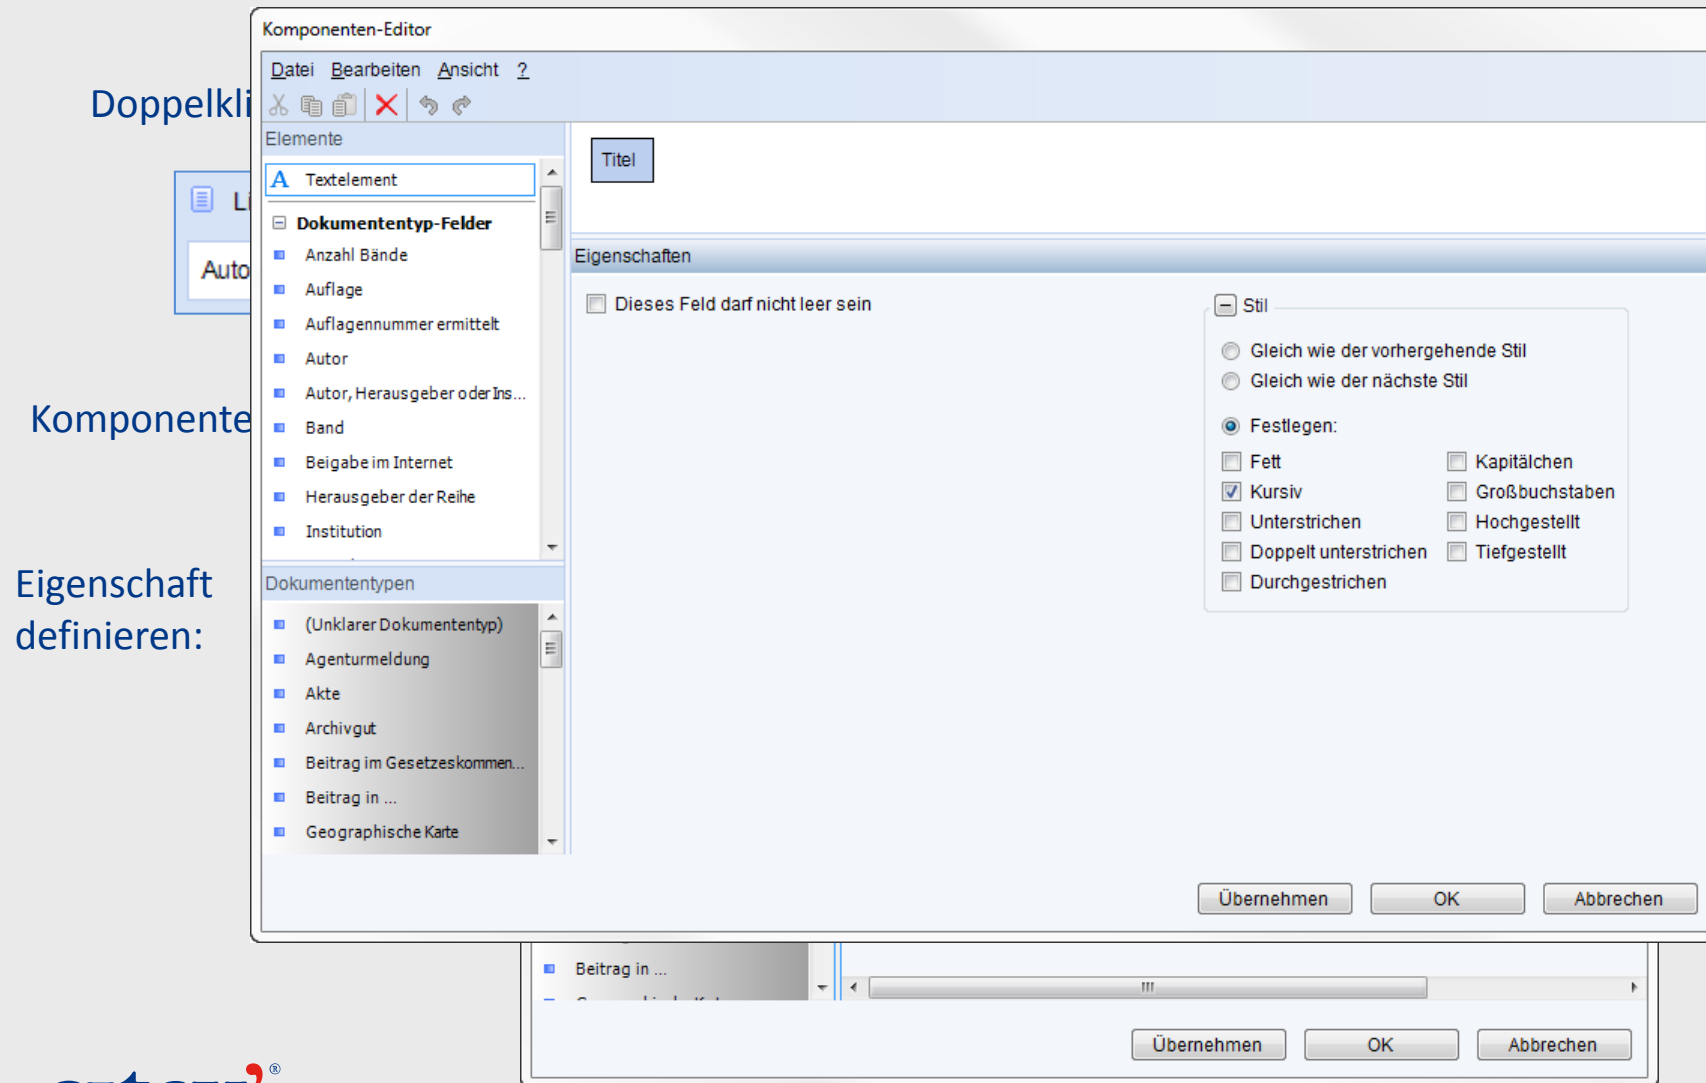 Komponenten-Editor
Datei Bearbeiten Ansicht ?
Doppelkli
Elemente
Textelement
Dokumententyp-Felder
Anzahl Bände
Auflage
Auflagennummer ermittelt
Autor
Autor, Herausgeber oder Ins...
Band
Beigabe im Internet
Herausgeber der Reihe
Institution
Li
Auto
Komponente
Eigenschaft
definieren:
Titel
Eigenschaften
Dieses Feld darf nicht leer sein
Stil
Gleich wie der vorhergehende Stil
Gleich wie der nächste Stil
Festlegen:
Fett
Kapitälchen
Kursiv
Großbuchstaben
Unterstrichen
Hochgestellt
Doppelt unterstrichen
Tiefgestellt
Durchgestrichen
Dokumententypen
(Unklarer Dokumententyp)
Agenturmeldung
Akte
Archivgut
Beitrag im Gesetzeskommen...
Beitrag in ...
Geographische Karte
Übernehmen OK Abbrechen
Beitrag in ...
Übernehmen OK Abbrechen